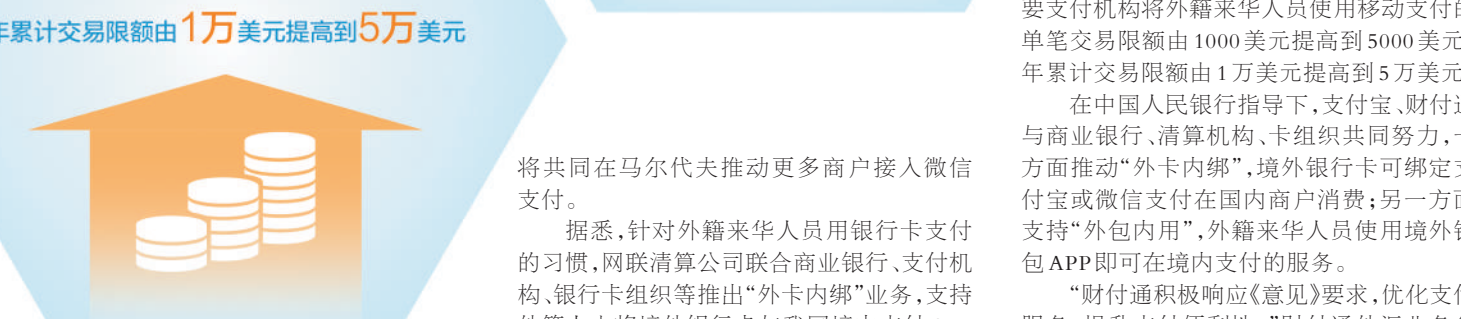 年累计交易限额由1万美元提高到5万美元
将共同在马尔代夫推动更多商户接入微信
支付。
据悉,针对外籍来华人员用银行卡支付
的习惯,网联清算公司联合商业银行、支付机
构、银行卡组织等推出“外卡内绑”业务,支持
要支付机构将外籍来华人员使用移动支付的
单笔交易限额由1000美元提高到5000美元
年累计交易限额由1万美元提高到5万美元
在中国人民银行指导下,支付宝、财付通
与商业银行、清算机构、卡组织共同努力,一
方面推动“外卡内绑”,境外银行卡可绑定支
付宝或微信支付在国内商户消费;另一方面
支持“外包内用”,外籍来华人员使用境外钱
包APP即可在境内支付的服务。
“财付通积极响应《意见》要求,优化支付